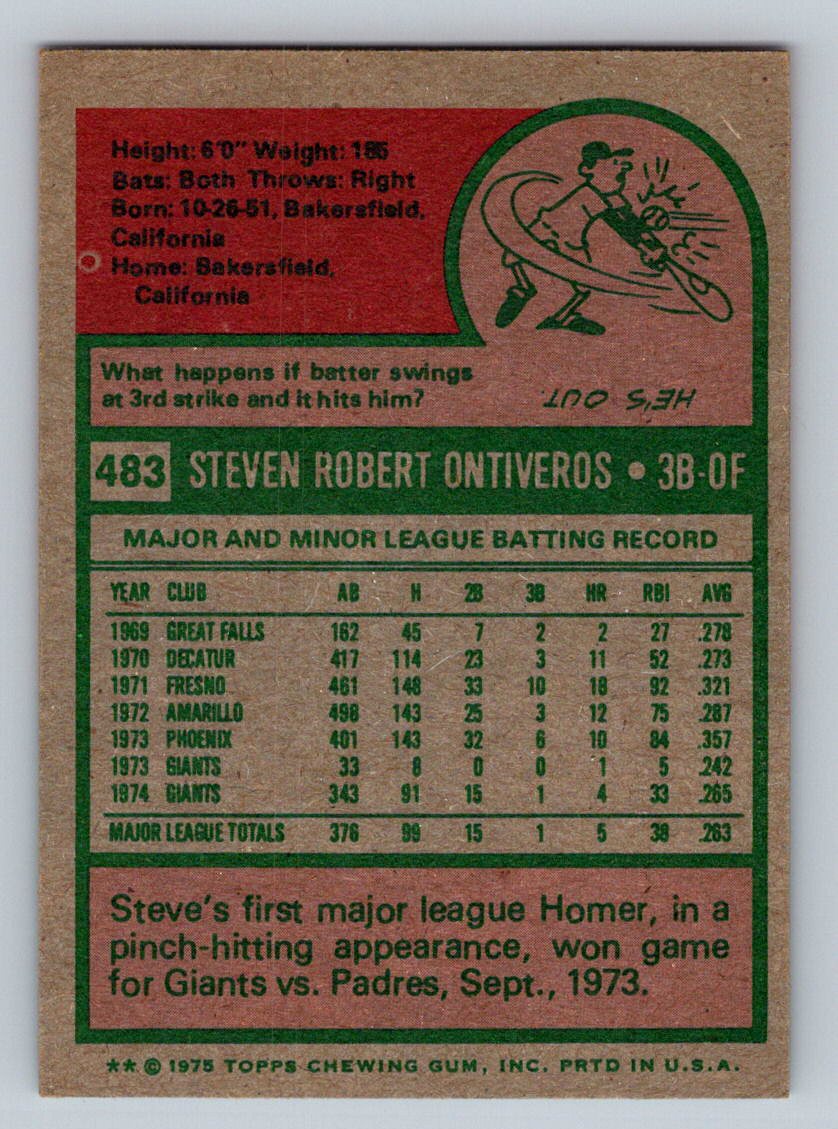 Height: 6'0" Weight: 185
Bats: Both Throws: Right
Born: 10-26-51, Bakersfield,
California
Home: Bakersfield,
California
What happens if batter swings
at 3rd strike and it hits him?
HE'S OUT.
483 STEVEN ROBERT ONTIVEROS • 3B-OF
MAJOR AND MINOR LEAGUE BATTING RECORD
YEAR CLUB AB H 2B 3B HR RBI AVG
1969 GREAT FALLS 162 45 7 2 2 27 .278
1970 DECATUR 417 114 23 3 11 52 .273
1971 FRESNO 461 148 33 10 18 92 .321
1972 AMARILLO 498 143 25 3 12 75 .287
1973 PHOENIX 401 143 32 6 10 84 .357
1973 GIANTS 33 8 0 0 1 5 .242
1974 GIANTS 343 91 15 1 4 33 .265
MAJOR LEAGUE TOTALS 376 99 15 1 5 38 .263
Steve's first major league Homer, in a
pinch-hitting appearance, won game
for Giants vs. Padres, Sept., 1973.
** © 1975 TOPPS CHEWING GUM, INC. PRTD IN U.S.A.